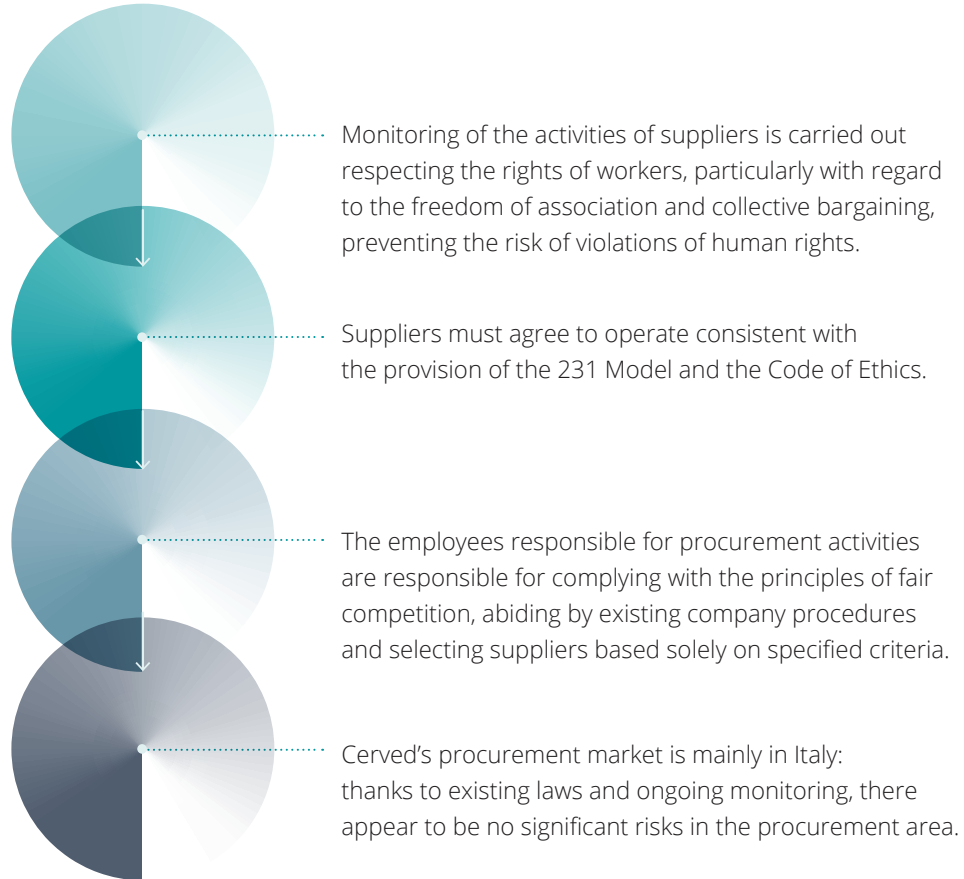 Monitoring of the activities of suppliers is carried out
respecting the rights of workers, particularly with regard
to the freedom of association and collective bargaining,
preventing the risk of violations of human rights.
Suppliers must agree to operate consistent with
the provision of the 231 Model and the Code of Ethics.
The employees responsible for procurement activities
are responsible for complying with the principles of fair
competition, abiding by existing company procedures
and selecting suppliers based solely on specified criteria.
Cerved’s procurement market is mainly in Italy:
thanks to existing laws and ongoing monitoring, there
appear to be no significant risks in the procurement area.